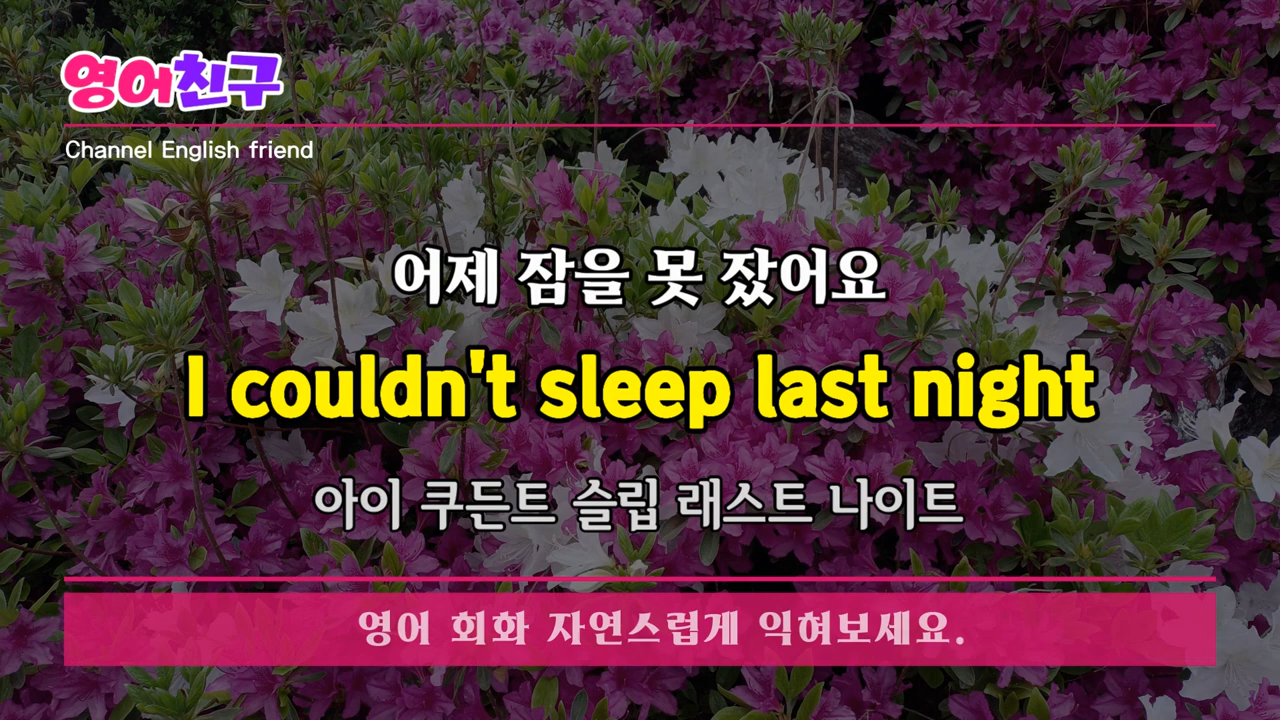 영어친구
Channel English friend
어제 잠을 못 잤어요
I couldn't sleep last night
아이 쿠든트 슬립 래스트 나이트
영어 회화 자연스럽게 익혀보세요.